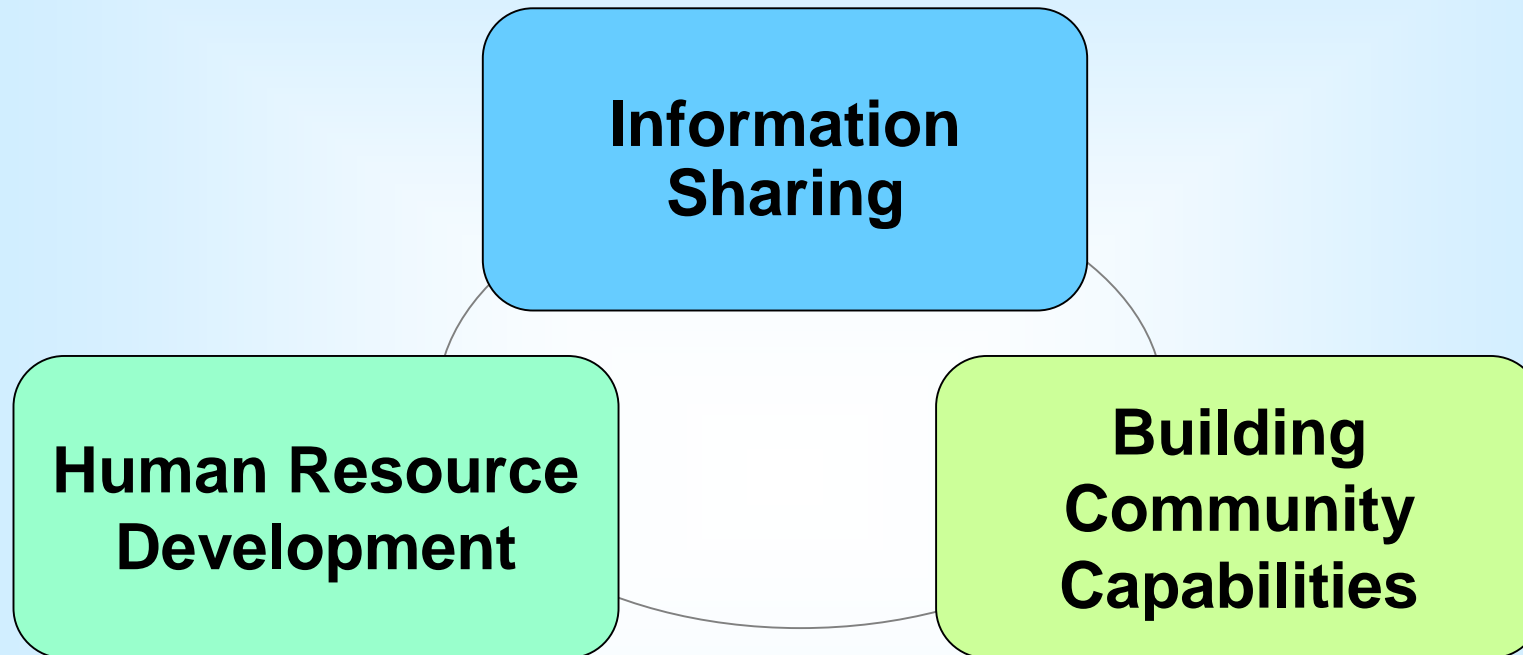 Information
Sharing
Human Resource
Development
Building
Community
Capabilities